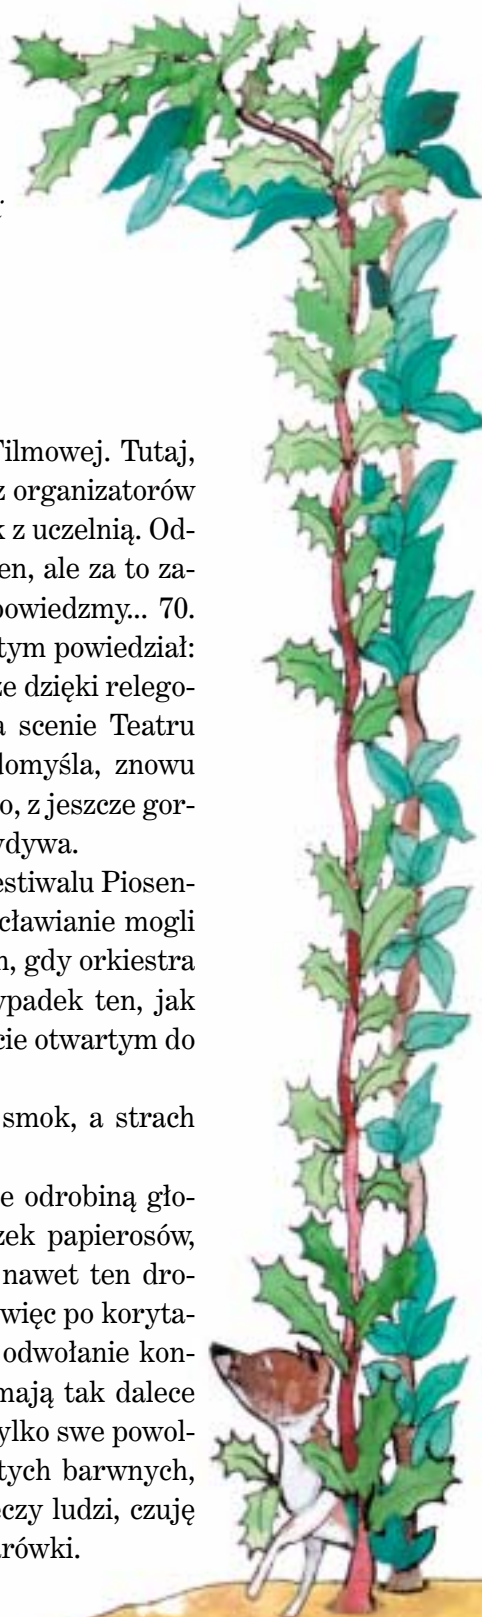 Filmowej. Tutaj,
z organizatorów
k z uczelnią. Od-
en, ale za to za-
powiedzmy... 70.
tym powiedział:
że dzięki relego-
a scenie Teatru
domyśla, znowu
o, z jeszcze gor-
ydywa.
estiwalu Piosen-
cławianie mogli
n, gdy orkiestra
ypadek ten, jak
cie otwartym do
smok, a strach
e odrobiną gło-
zek papierosów,
nawet ten dro-
więc po koryta-
odwołanie kon-
mają tak dalece
ylko swe powol-
tych barwnych,
eczy ludzi, czuję
arówki.